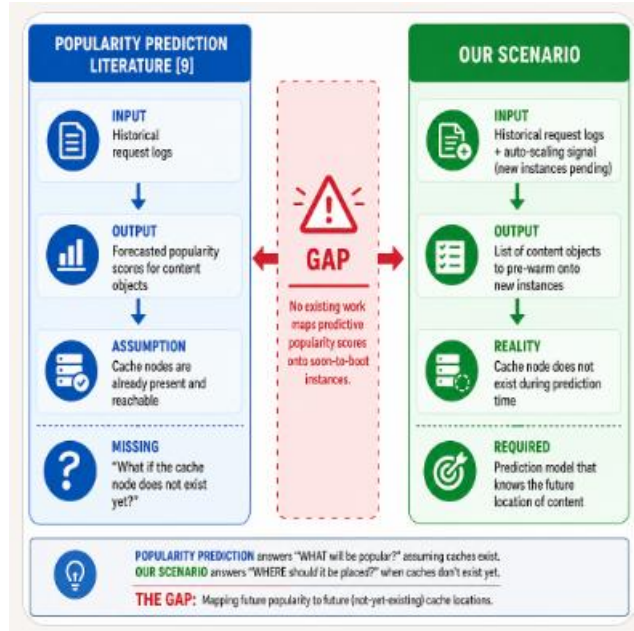 POPULARITY PREDICTION
LITERATURE [9]
INPUT
Historical
request logs
OUTPUT
Forecasted popularity
scores for content
objects
ASSUMPTION
Cache nodes are
already present and
reachable
MISSING
"What if the cache
node does not exist
yet?"
GAP
No existing work
maps predictive
popularity scores
onto soon-to-boot
instances.
OUR SCENARIO
INPUT
Historical request logs
+ auto-scaling signal
(new instances pending)
OUTPUT
List of content objects
to pre-warm onto
new instances
REALITY
Cache node does not
exist during prediction
time
REQUIRED
Prediction model that
knows the future
location of content
POPULARITY PREDICTION answers "WHAT will be popular?" assuming caches exist.
OUR SCENARIO answers "WHERE should it be placed?" when caches don't exist yet.
THE GAP: Mapping future popularity to future (not-yet-existing) cache locations.